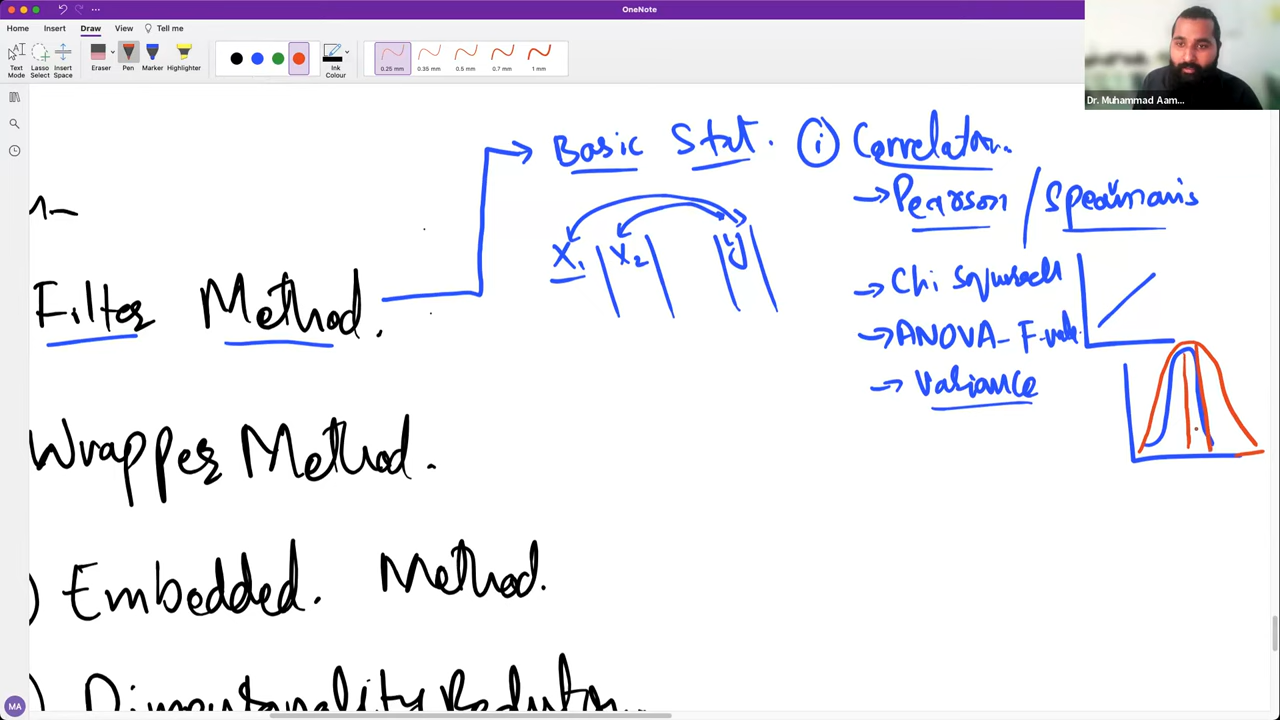 OneNote
Home Insert Draw View Tell me
Text Mode Lasso Select Insert Space Eraser Pen Marker Highlighter 0.25 mm 0.35 mm 0.5 mm 0.7 mm 1 mm Ink Colour
Dr. Muhammad Aam...
Basic Stat. (i) Correlation.
→ Pearson / Spearman's
X1 X2 y
→ Chi squared
Filter Method.
→ ANOVA - F-
→ Variance
Wrapper Method.
) Embedded. Method.
) Dimensionality Reduction
MA